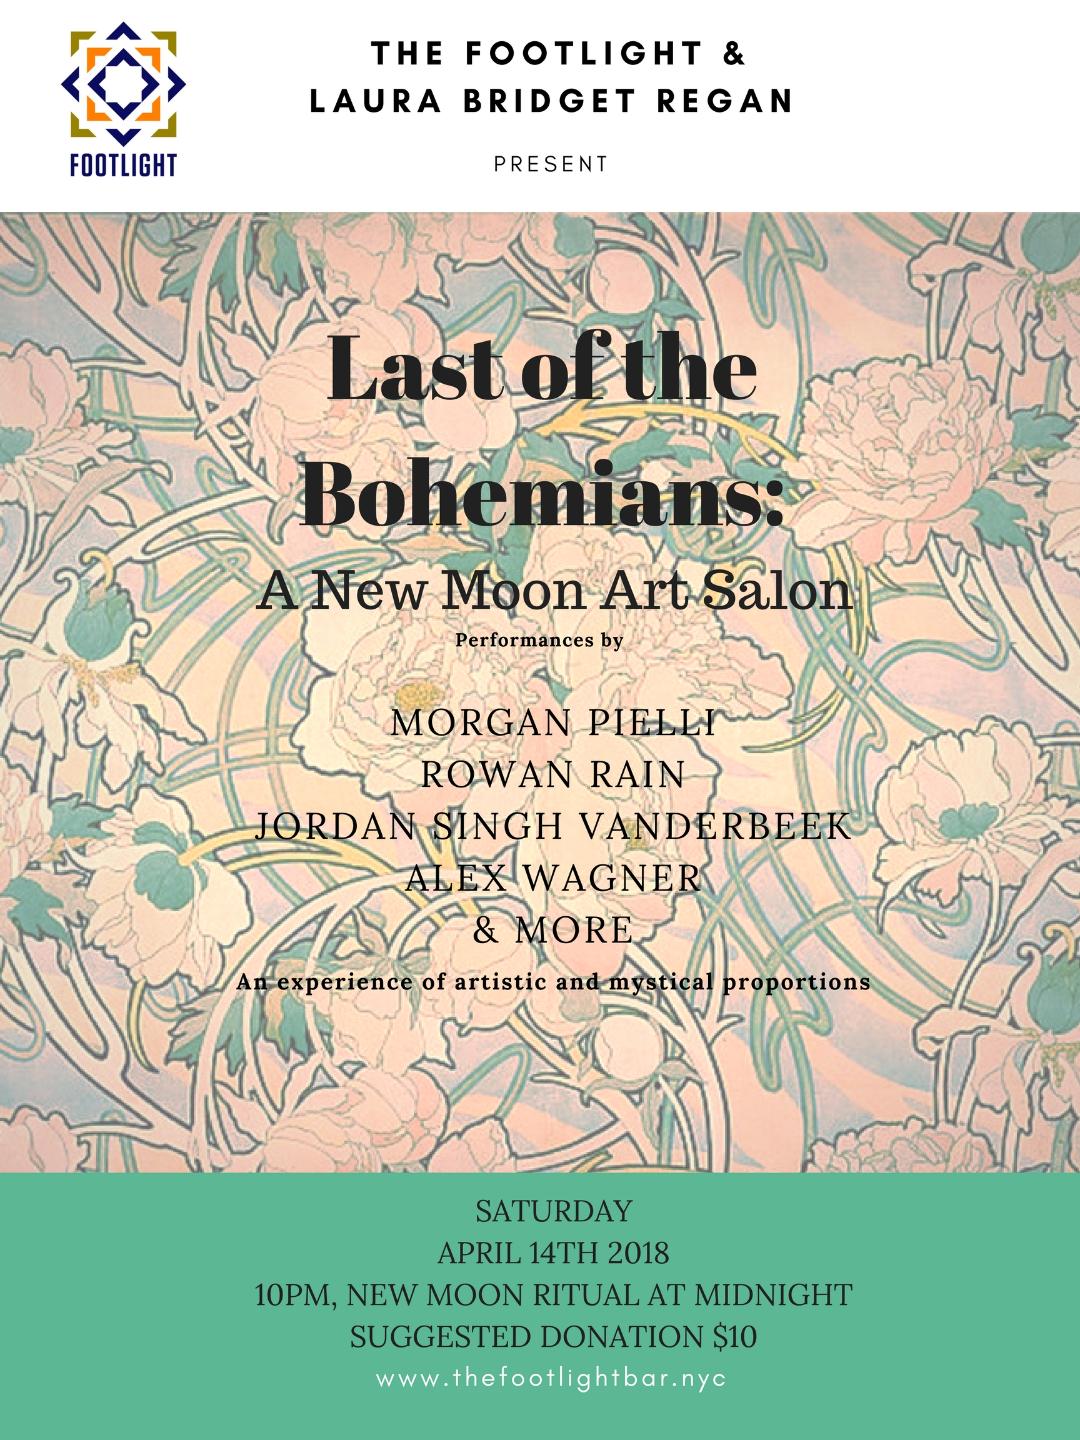 THE FOOTLIGHT &
LAURA BRIDGET REGAN
PRESENT
FOOTLIGHT
Last of the
Bohemians:
A New Moon Art Salon
Performances by
MORGAN PIELLI
ROWAN RAIN
JORDAN SINGH VANDERBEEK
ALEX WAGNER
& MORE
An experience of artistic and mystical proportions
SATURDAY
APRIL 14TH 2018
10PM, NEW MOON RITUAL AT MIDNIGHT
SUGGESTED DONATION $10
www.thefootlightbar.nyc